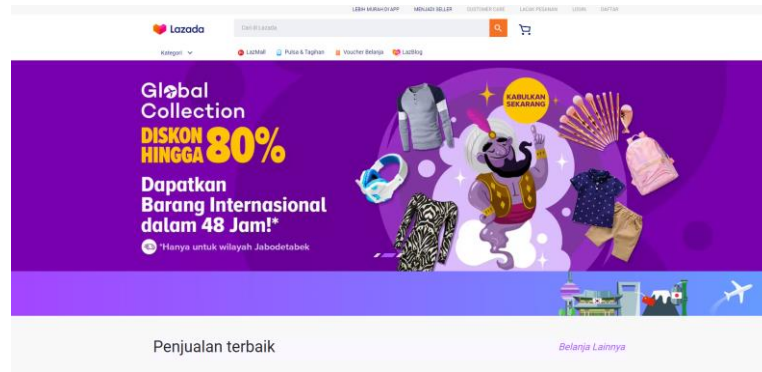 LEBIH MURAH DI APP MENJADI SELLER CUSTOMER CARE LACAK PESANAN LOGIN DAFTAR
Lazada
Cari di Lazada
Kategori
LazMall Pulsa & Tagihan Voucher Belanja LazBlog
Global
Collection
DISKON
HINGGA 80%
KABULKAN
SEKARANG
Dapatkan
Barang Internasional
dalam 48 Jam!*
*Hanya untuk wilayah Jabodetabek
Penjualan terbaik
Belanja Lainnya